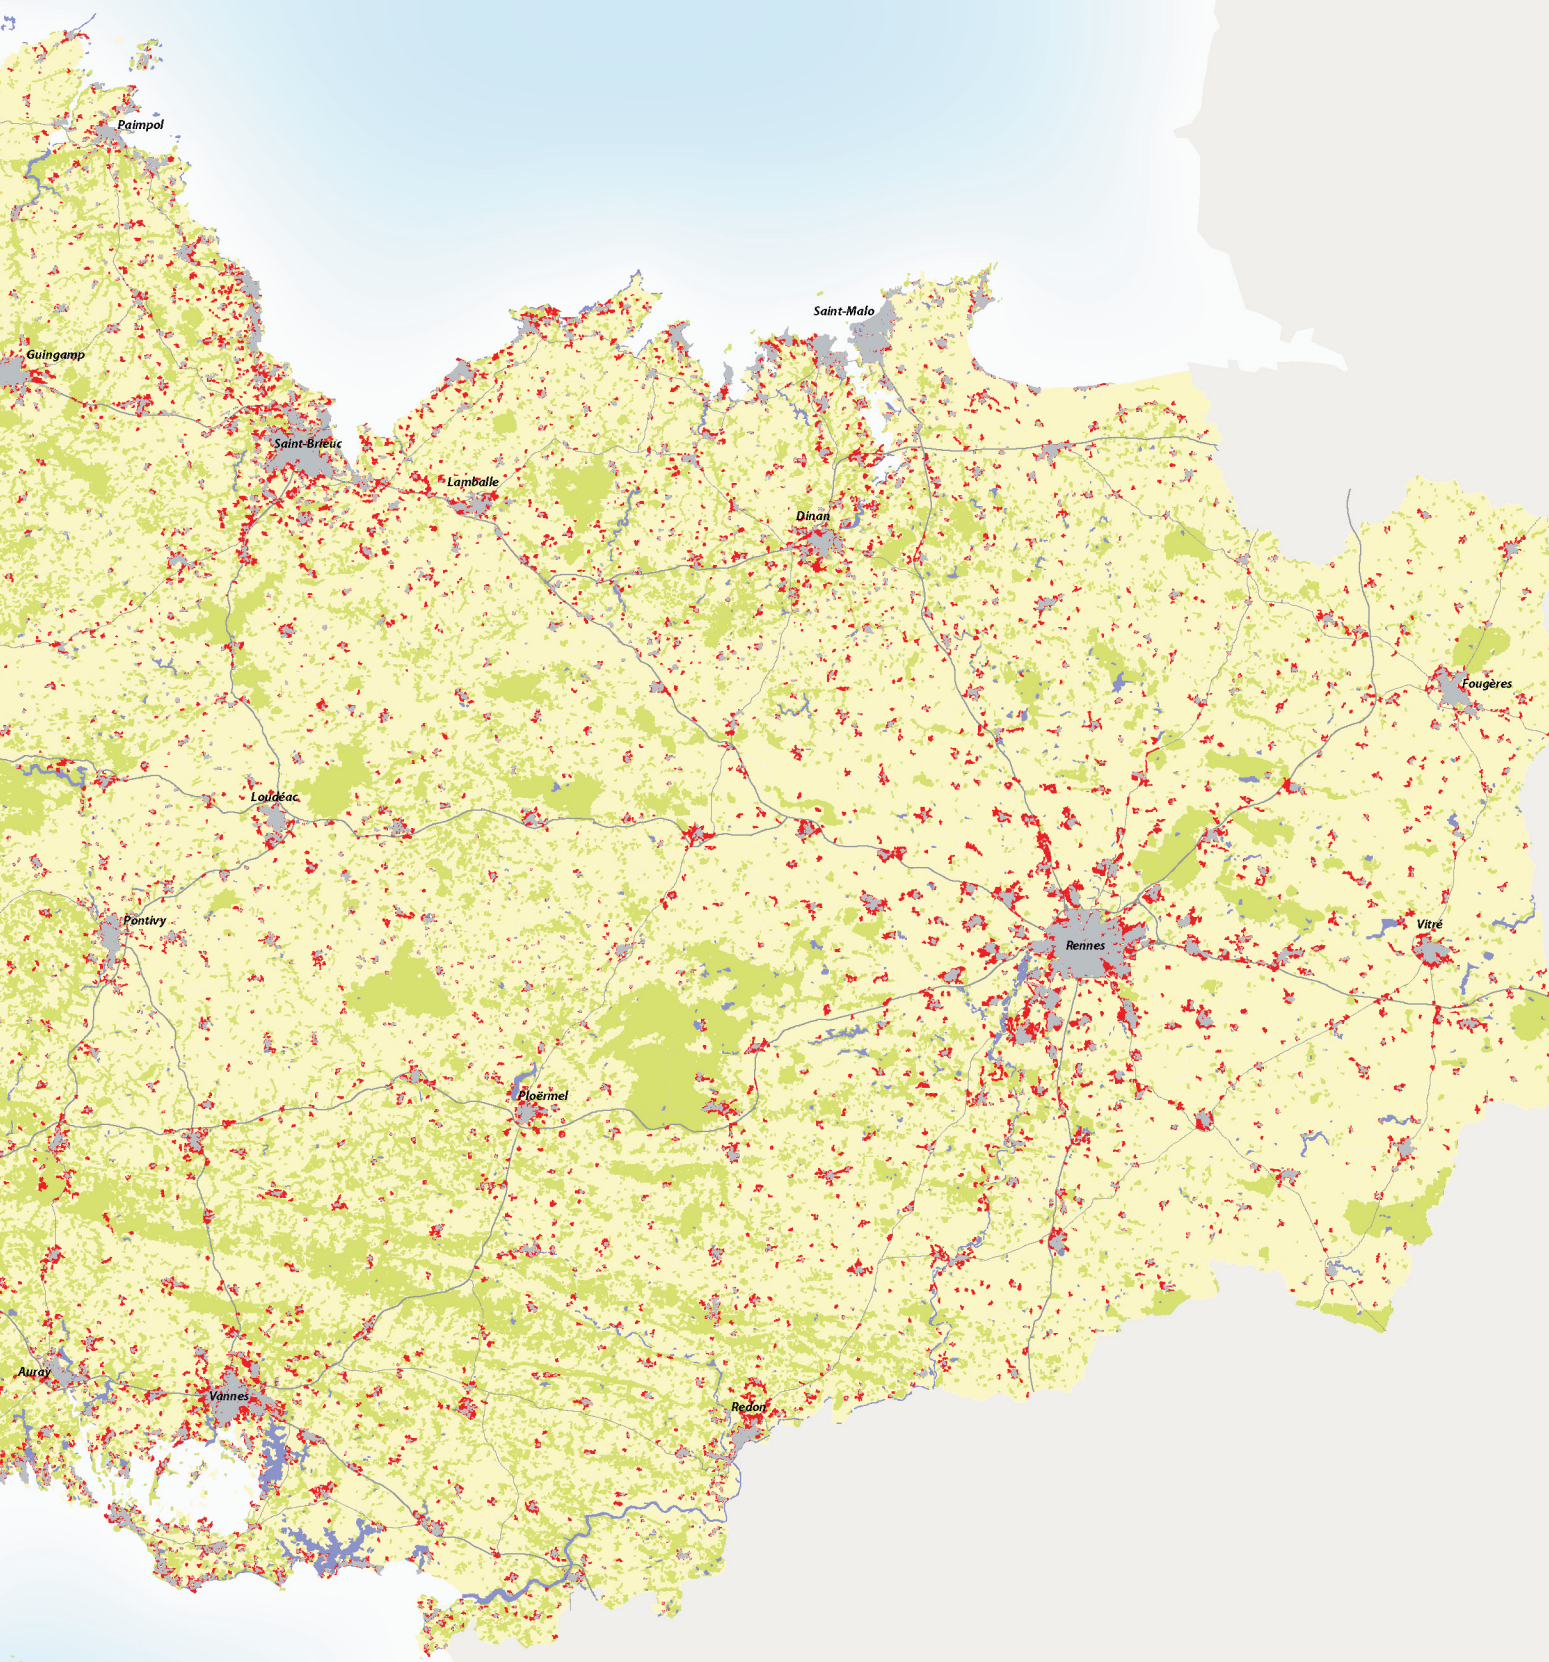 Paimpol
Saint-Malo
Guingamp
Saint-Brieuc
Lamballe
Dinan
Fougères
Loudéac
Pontivy
Vitré
Rennes
Ploërmel
Auray
Vannes
Redon